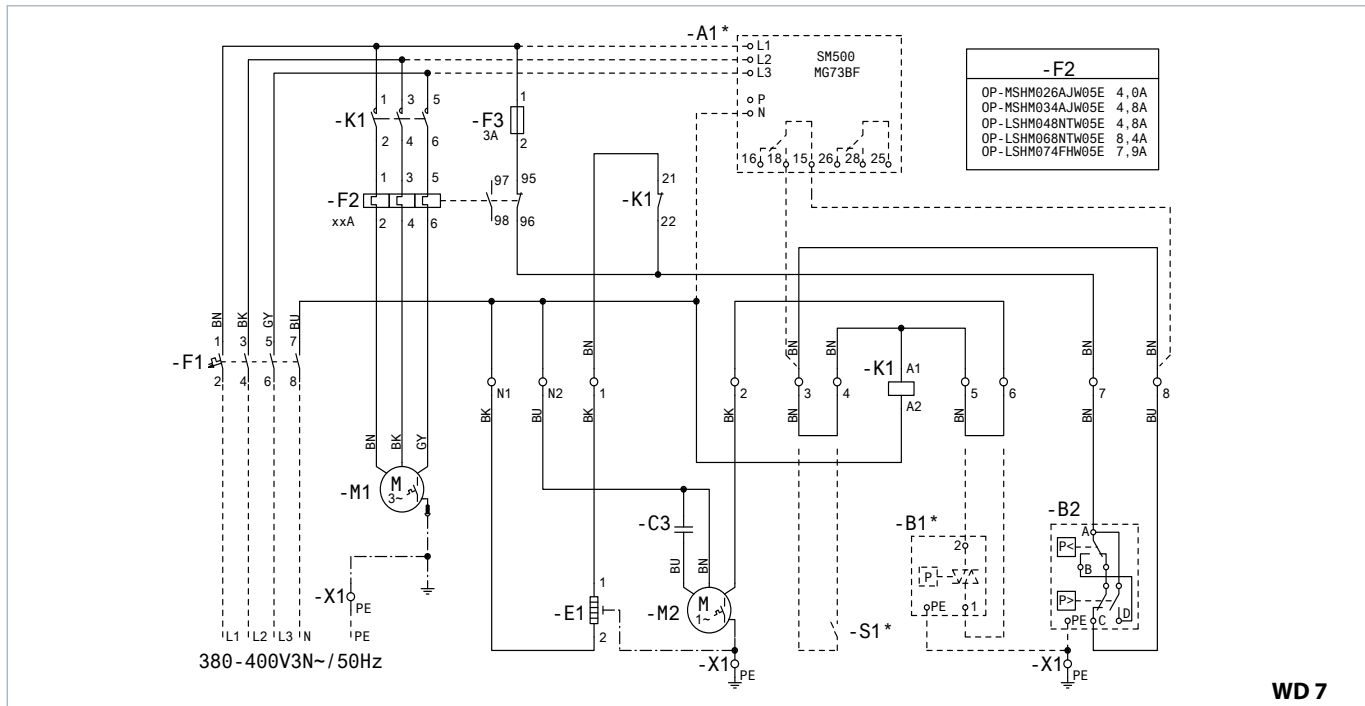 -A1*
L1
L2
L3
P
N
SM500
MG73BF
16 18 15 26 28 25
-F2
OP-MSHM026AJW05E 4,0A
OP-MSHM034AJW05E 4,8A
OP-LSHM048NTW05E 4,8A
OP-LSHM068NTW05E 8,4A
OP-LSHM074FHW05E 7,9A
1 3 5
-K1
2 4 6
1
-F3
3A
2
1 3 5
-F2
xxA
2 4 6
97 95
98 96
21
-K1
22
BN BK GY BU
1 3 5 7
-F1
2 4 6 8
BN BN BN BN BN
N1 N2 1 2 3 4
-K1 A1
A2
5 6 7 8
BK BU BK BK BN BN BN BU
BN BK GY
-M1
M
3~
-C3
BU BN
-M2
M
1~
1
-E1
2
-B1*
2
P
PE 1
-B2
A
P<
B
P>
PE C D
-S1*
-X1
PE
-X1
PE
-X1
PE
L1 L2 L3 N PE
380-400V3N~/50Hz
WD 7